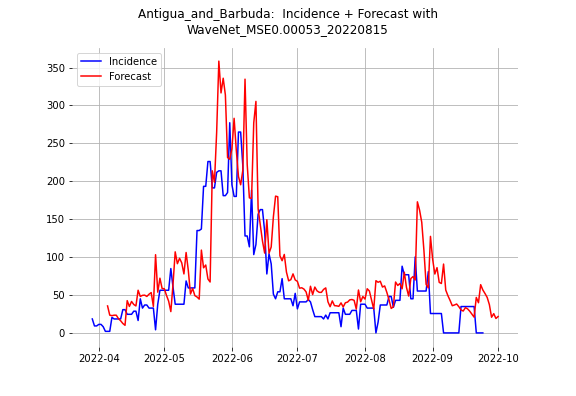 Antigua_and_Barbuda:  Incidence + Forecast with
WaveNet_MSE0.00053_20220815
Incidence
Forecast
350
300
250
200
150
100
50
0
2022-04 2022-05 2022-06 2022-07 2022-08 2022-09 2022-10